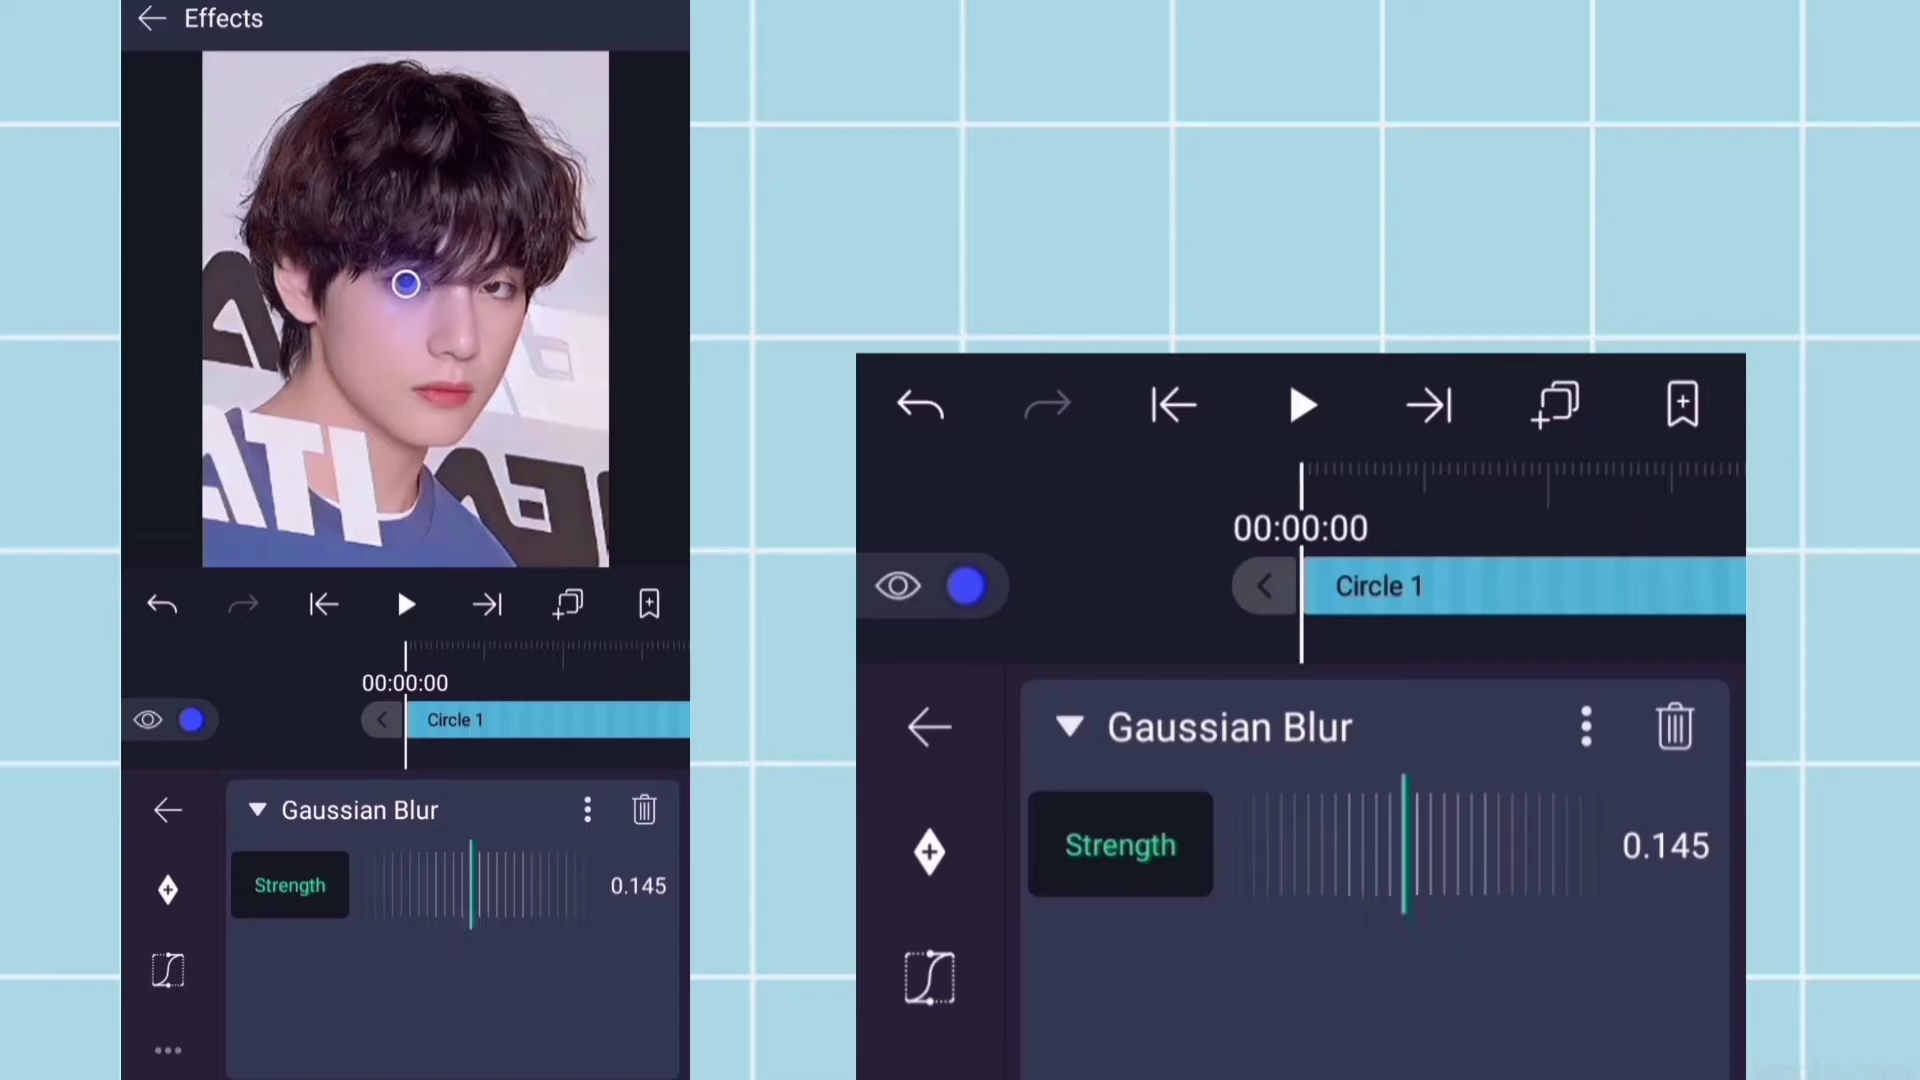 Effects
ATI
00:00:00
Circle 1
Gaussian Blur
Strength
0.145
00:00:00
Circle 1
Gaussian Blur
Strength
0.145